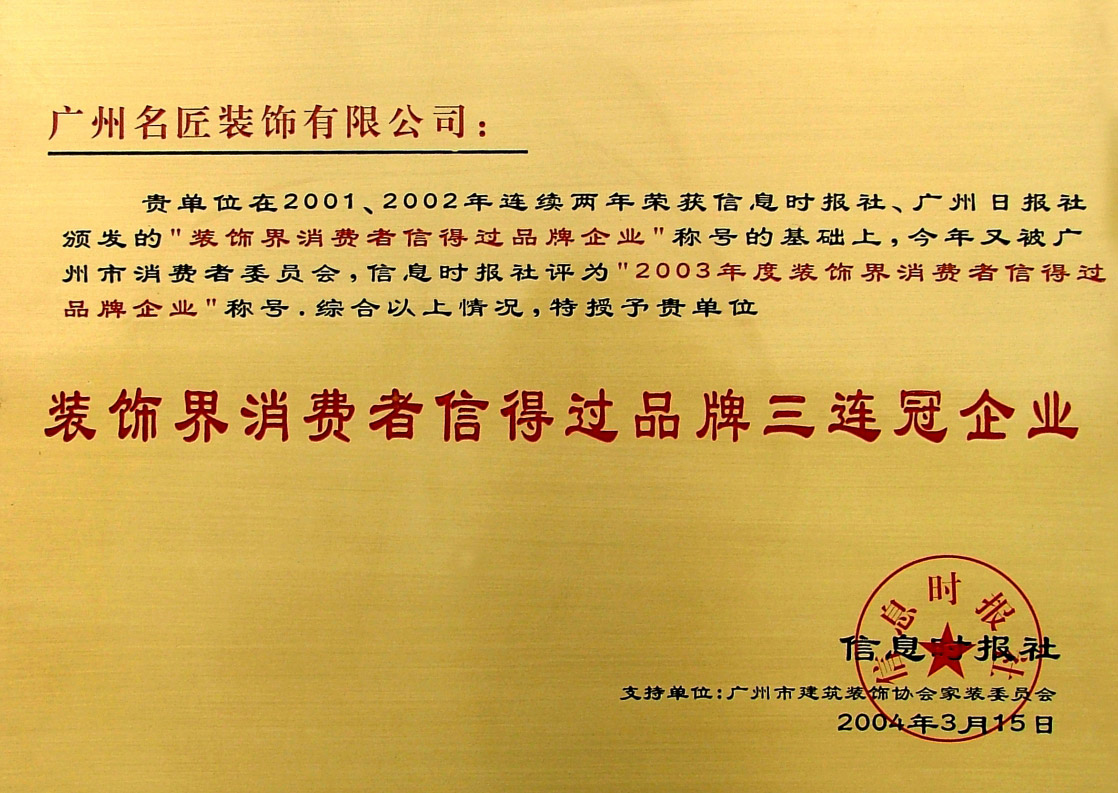 广州名匠装饰有限公司：
贵单位在2001、2002年连续两年荣获信息时报社、广州日报社
颁发的"装饰界消费者信得过品牌企业"称号的基础上,今年又被广
州市消费者委员会,信息时报社评为"2003年度装饰界消费者信得过
品牌企业"称号.综合以上情况,特授予贵单位
装饰界消费者信得过品牌三连冠企业
信息时报社
信息时报社
支持单位:广州市建筑装饰协会家装委员会
2004年3月15日